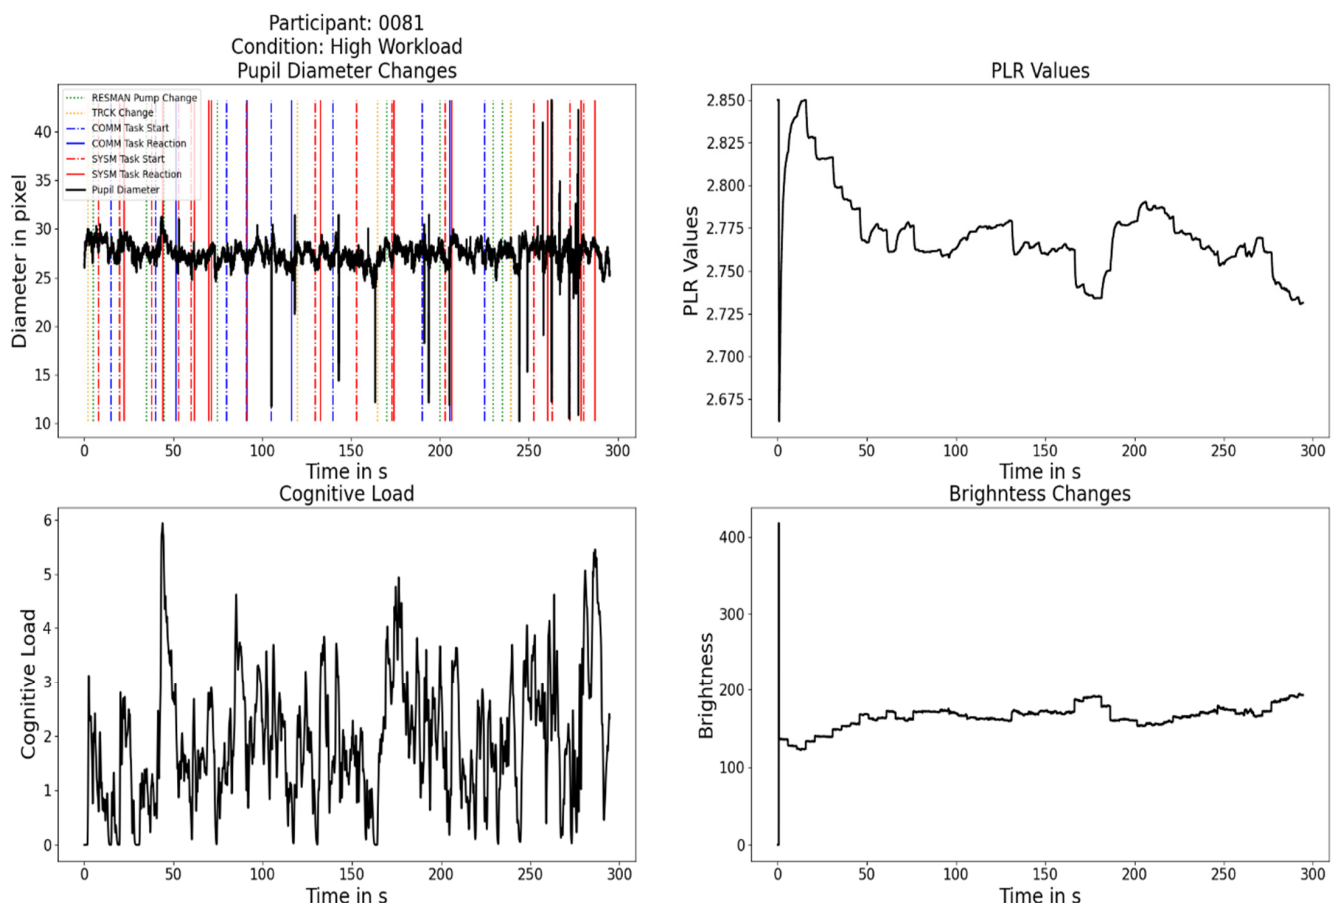 Participant: 0081
Condition: High Workload
Pupil Diameter Changes
RESMAN Pump Change
TRCK Change
COMM Task Start
COMM Task Reaction
SYSM Task Start
SYSM Task Reaction
Pupil Diameter
Diameter in pixel
40
35
30
25
20
15
10
0 50 100 150 200 250 300
Time in s
PLR Values
PLR Values
2.850
2.825
2.800
2.775
2.750
2.725
2.700
2.675
0 50 100 150 200 250 300
Time in s
Cognitive Load
Cognitive Load
6
5
4
3
2
1
0
0 50 100 150 200 250 300
Time in s
Brighntess Changes
Brightness
400
300
200
100
0
0 50 100 150 200 250 300
Time in s